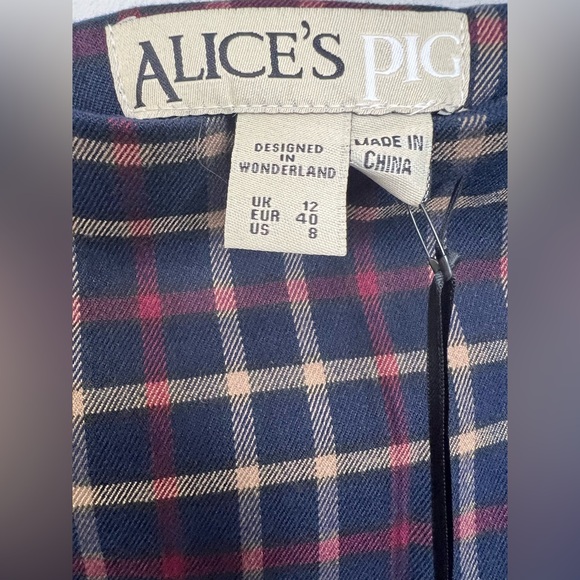 ALICE'S PIG
DESIGNED
IN
WONDERLAND
UK 12
EUR 40
US 8
MADE IN
CHINA